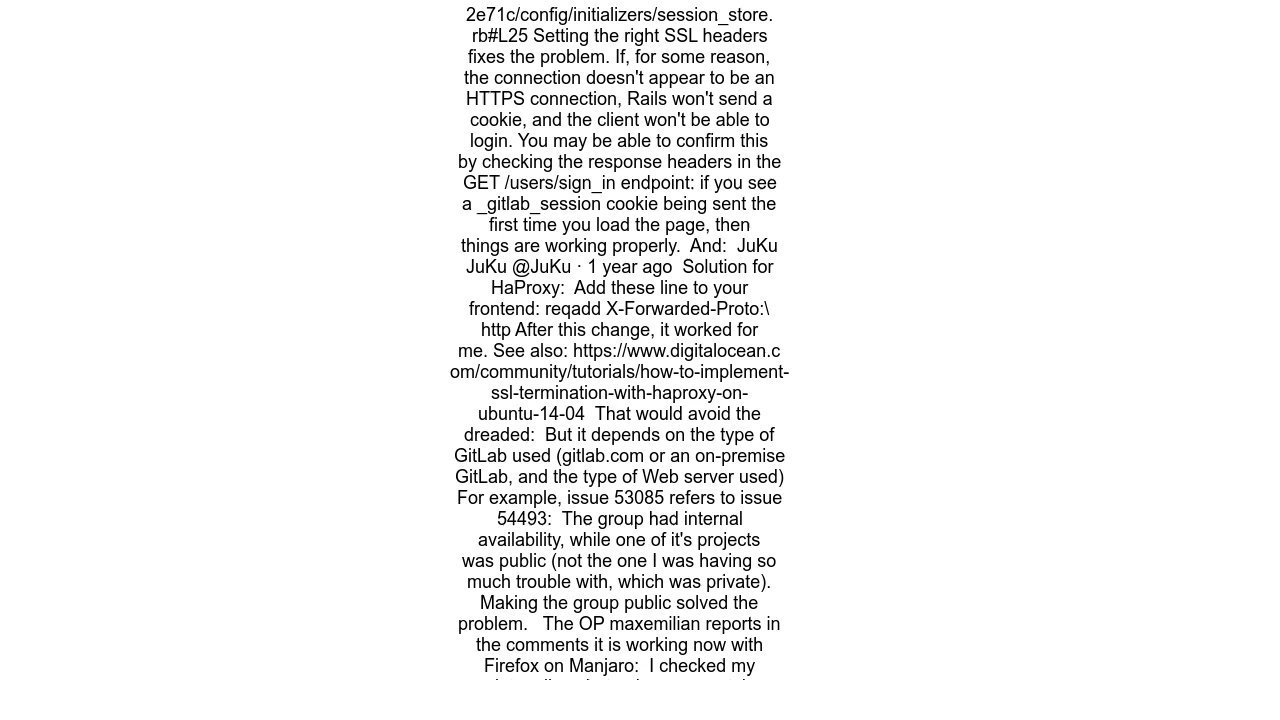 2e71c/config/initializers/session_store.
rb#L25 Setting the right SSL headers
fixes the problem. If, for some reason,
the connection doesn't appear to be an
HTTPS connection, Rails won't send a
cookie, and the client won't be able to
login. You may be able to confirm this
by checking the response headers in the
GET /users/sign_in endpoint: if you see
a _gitlab_session cookie being sent the
first time you load the page, then
things are working properly.  And:  JuKu
JuKu @JuKu · 1 year ago  Solution for
HaProxy:  Add these line to your
frontend: reqadd X-Forwarded-Proto:\
http After this change, it worked for
me. See also: https://www.digitalocean.c
om/community/tutorials/how-to-implement-
ssl-termination-with-haproxy-on-
ubuntu-14-04  That would avoid the
dreaded:  But it depends on the type of
GitLab used (gitlab.com or an on-premise
GitLab, and the type of Web server used)
For example, issue 53085 refers to issue
54493:  The group had internal
availability, while one of it's projects
was public (not the one I was having so
much trouble with, which was private).
Making the group public solved the
problem.   The OP maxemilian reports in
the comments it is working now with
Firefox on Manjaro:  I checked my